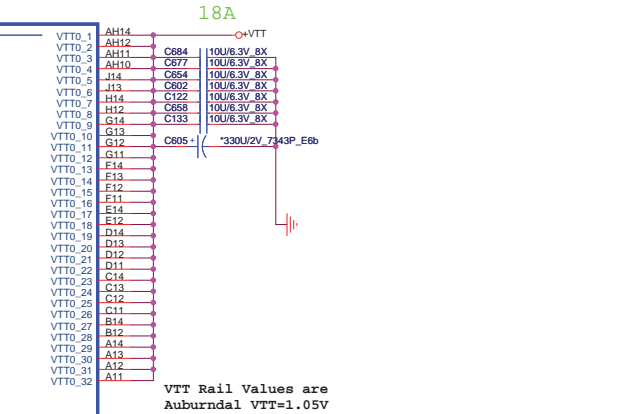 18A
+VTT
VTT0_1 AH14
VTT0_2 AH12
VTT0_3 AH11 C684 10U/6.3V_8X
VTT0_4 AH10 C677 10U/6.3V_8X
VTT0_5 J14 C654 10U/6.3V_8X
VTT0_6 J13 C602 10U/6.3V_8X
VTT0_7 H14 C122 10U/6.3V_8X
VTT0_8 H12 C658 10U/6.3V_8X
VTT0_9 G14 C133 10U/6.3V_8X
VTT0_10 G13
VTT0_11 G12 C605 + *330U/2V_7343P_E6b
VTT0_12 G11
VTT0_13 F14
VTT0_14 F13
VTT0_15 F12
VTT0_16 F11
VTT0_17 E14
VTT0_18 E12
VTT0_19 D14
VTT0_20 D13
VTT0_21 D12
VTT0_22 D11
VTT0_23 C14
VTT0_24 C13
VTT0_25 C12
VTT0_26 C11
VTT0_27 B14
VTT0_28 B12
VTT0_29 A14
VTT0_30 A13
VTT0_31 A12
VTT0_32 A11
VTT Rail Values are
Auburndal VTT=1.05V